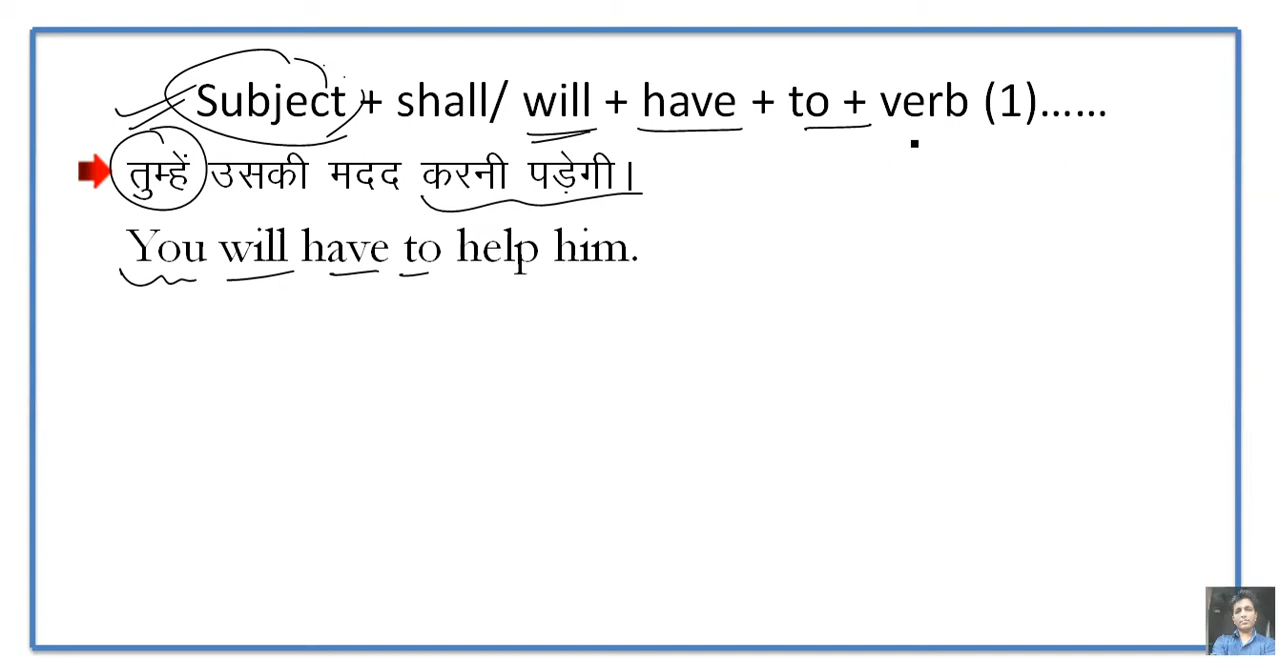 Subject + shall/ will + have + to + verb (1)......
तुम्हें उसकी मदद करनी पड़ेगी।
You will have to help him.